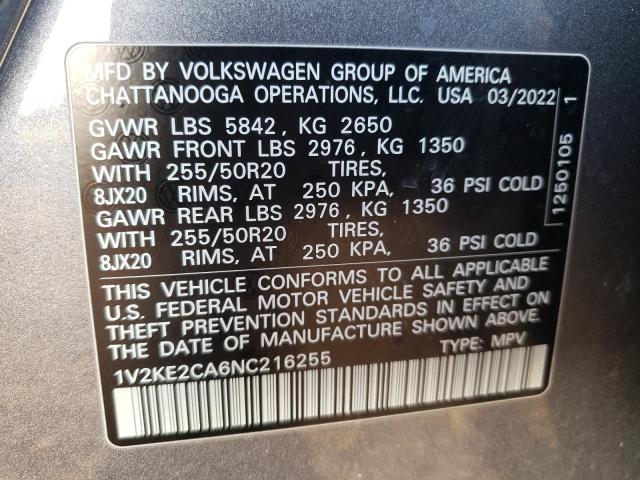 MFD BY VOLKSWAGEN GROUP OF AMERICA
CHATTANOOGA OPERATIONS, LLC. USA 03/2022
GVWR LBS 5842, KG 2650
GAWR FRONT LBS 2976, KG 1350
WITH 255/50R20 TIRES,
8JX20 RIMS, AT 250 KPA, 36 PSI COLD
GAWR REAR LBS 2976, KG 1350
WITH 255/50R20 TIRES,
8JX20 RIMS, AT 250 KPA, 36 PSI COLD
THIS VEHICLE CONFORMS TO ALL APPLICABLE
U.S. FEDERAL MOTOR VEHICLE SAFETY AND
THEFT PREVENTION STANDARDS IN EFFECT ON
THE DATE OF MANUFACTURE SHOWN ABOVE.
1V2KE2CA6NC216255 TYPE: MPV
1250105 1